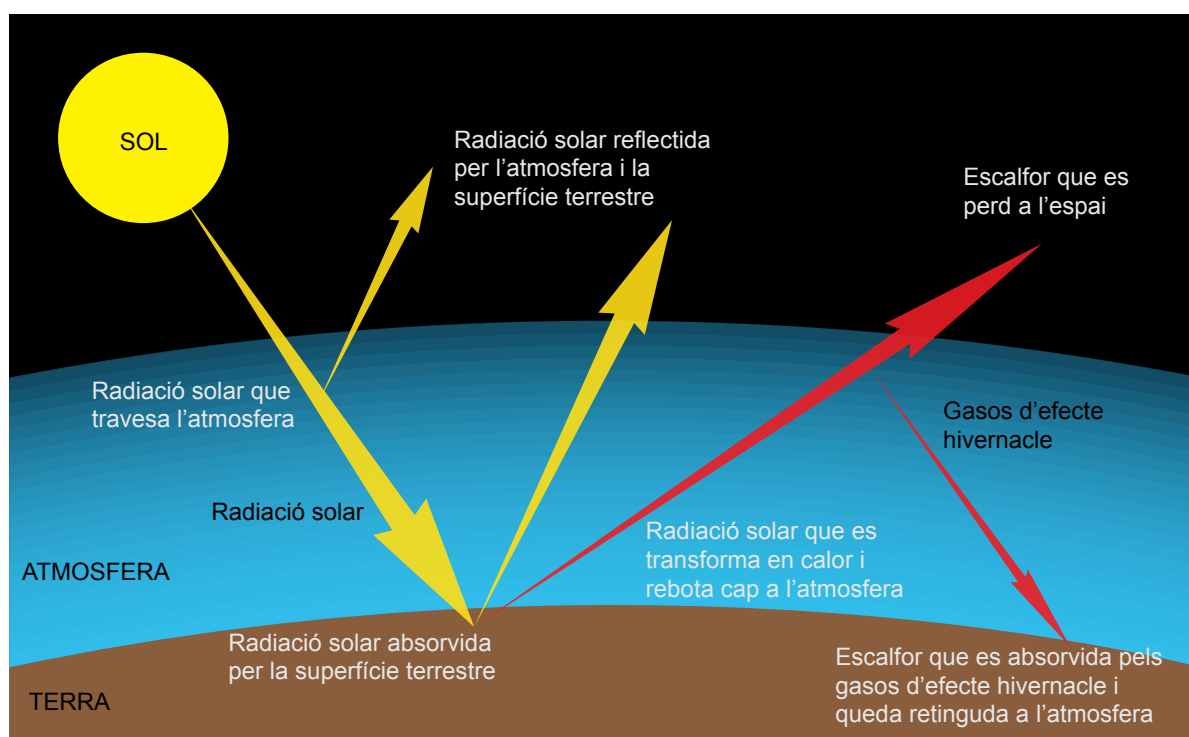 SOL
Radiació solar reflectida
per l’atmosfera i la
superfície terrestre
Escalfor que es
perd a l’espai
Radiació solar que
travesa l’atmosfera
Gasos d’efecte
hivernacle
Radiació solar
Radiació solar que es
transforma en calor i
rebota cap a l’atmosfera
ATMOSFERA
Radiació solar absorvida
per la superfície terrestre
Escalfor que es absorvida pels
gasos d’efecte hivernacle i
queda retinguda a l’atmosfera
TERRA